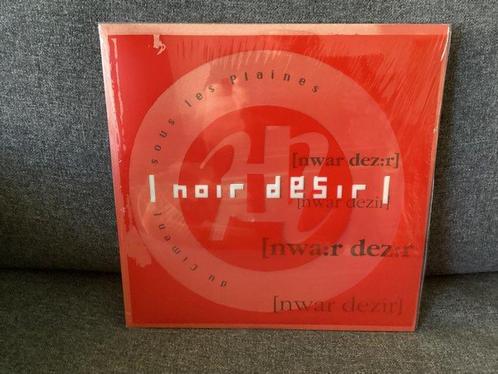 du Ciment sous les Plaines
[nwar dez:r]
| noir désir |
[nwar dezir]
[nwa:r dez:r
[nwar dezir]